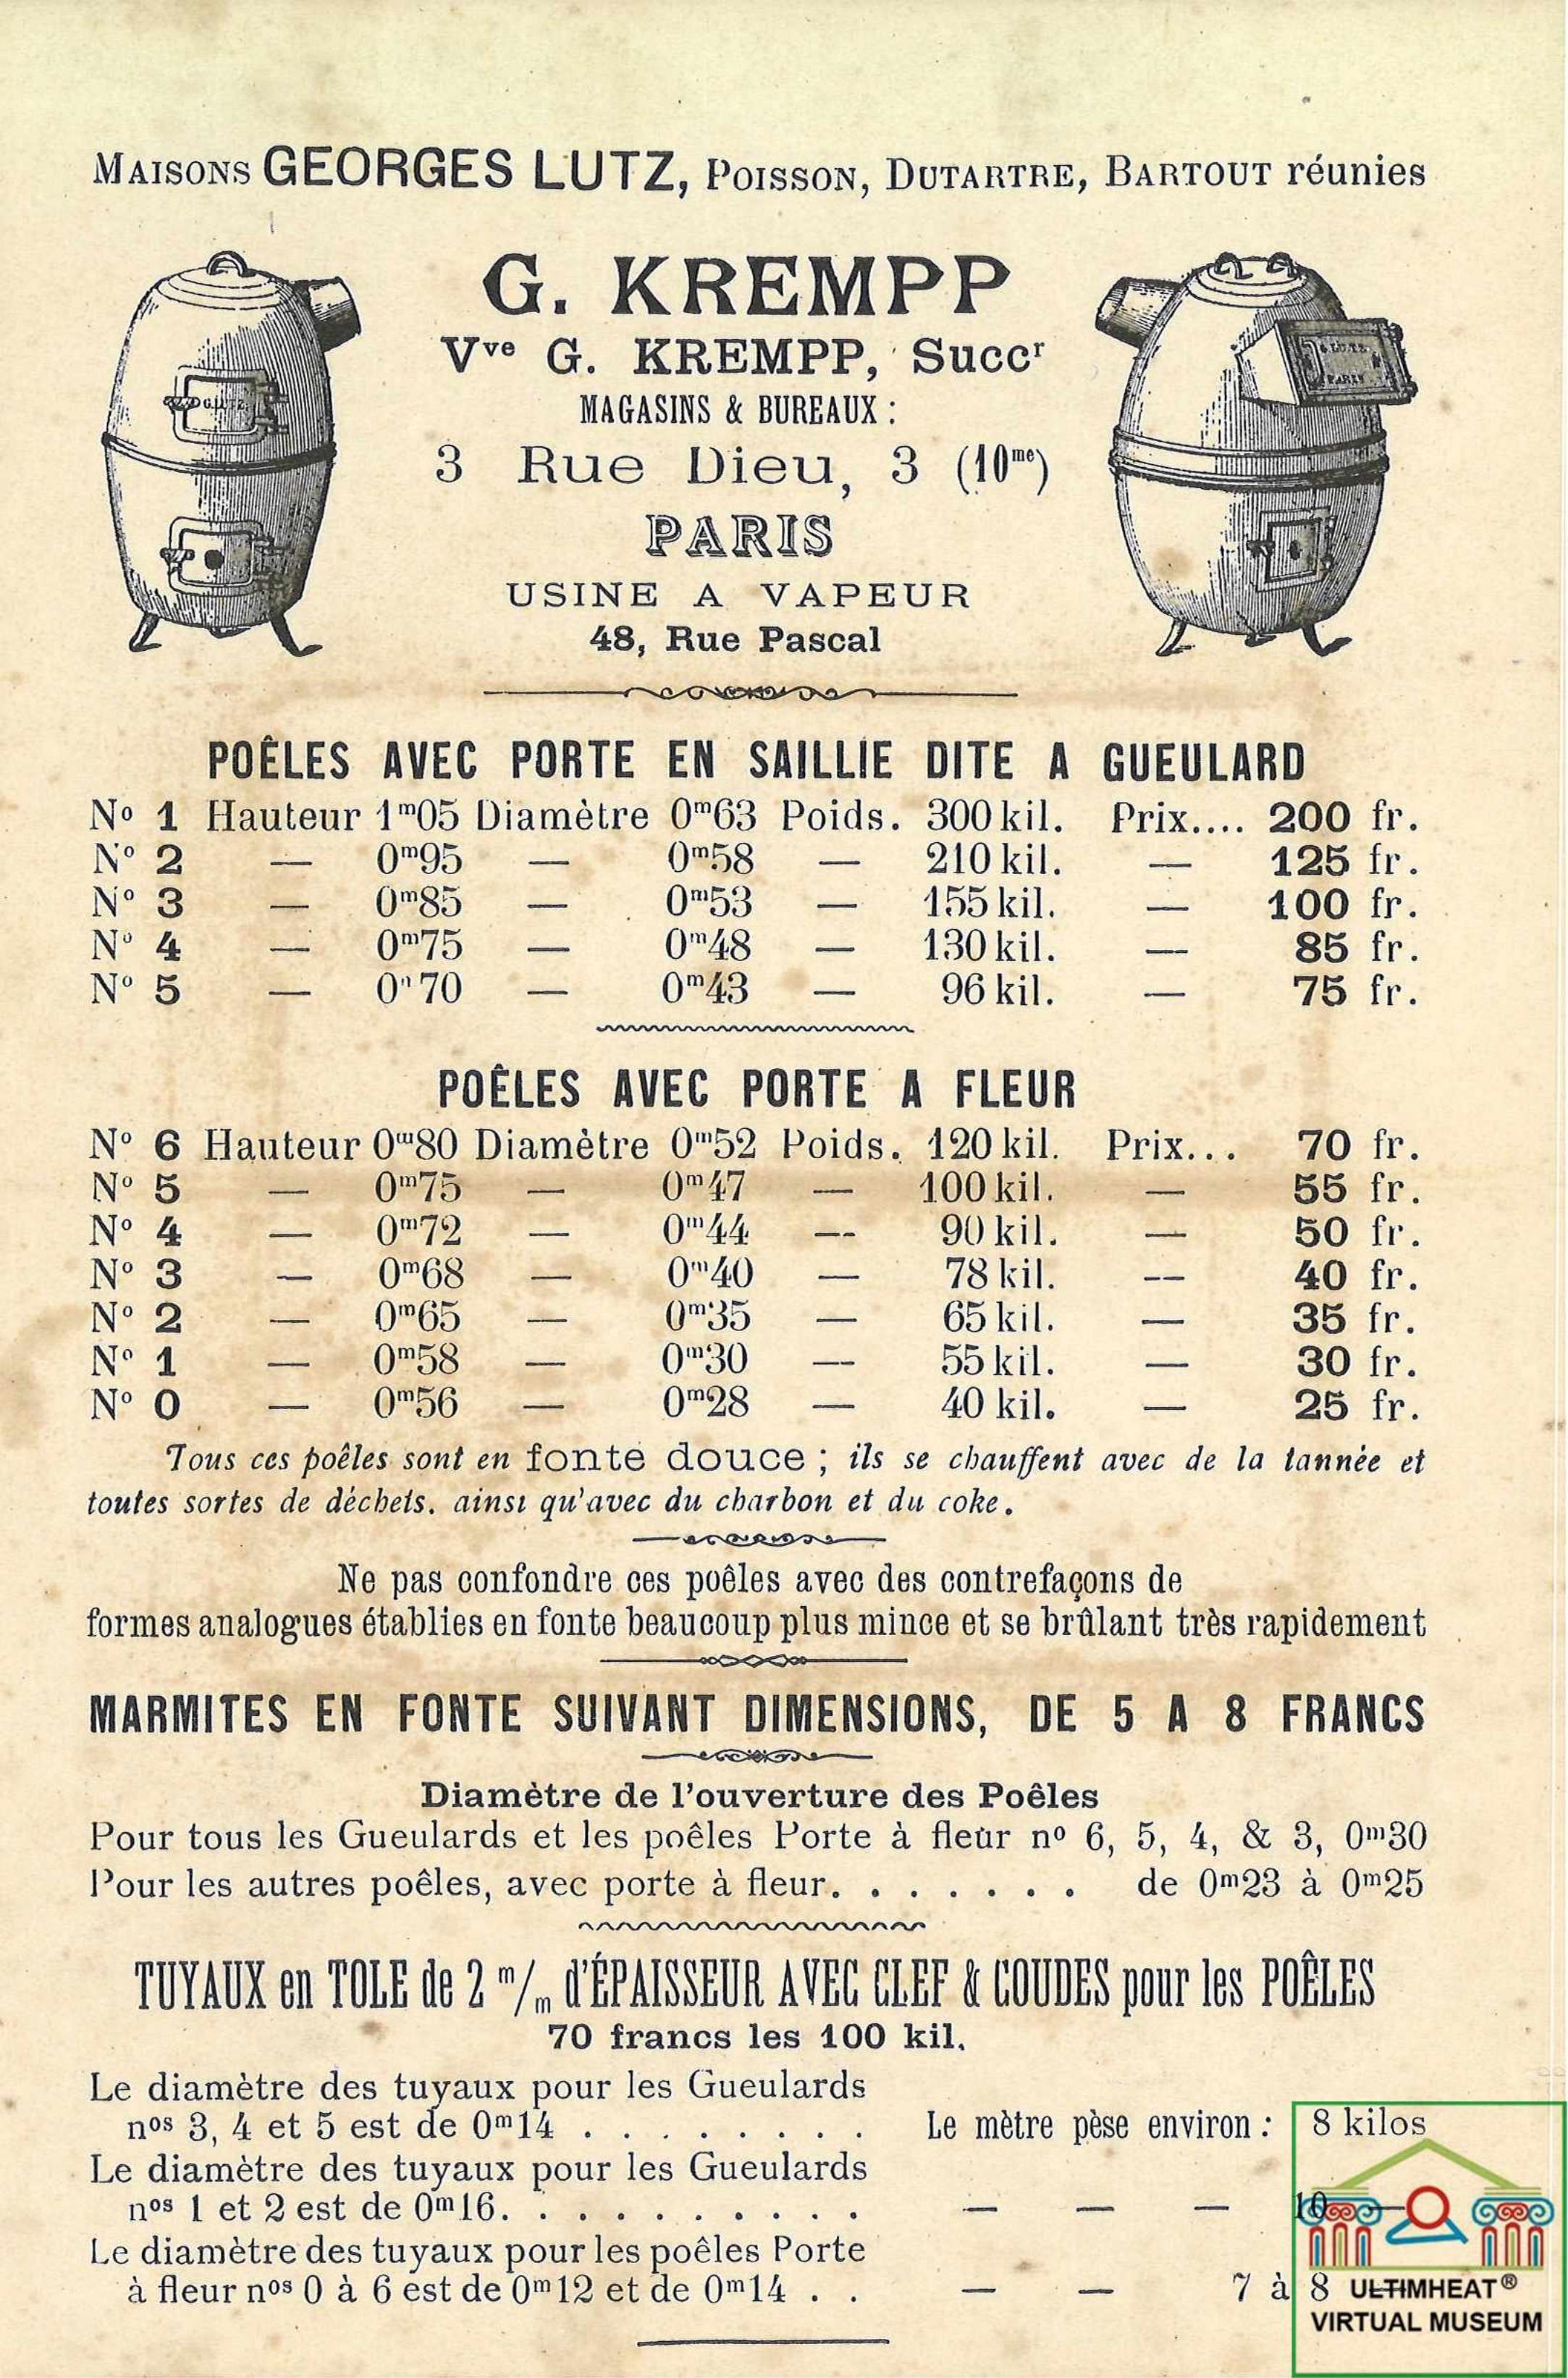 MAISONS GEORGES LUTZ, POISSON, DUTARTRE, BARTOUT réunies
G. KREMPP
Vve G. KREMPP, Succr
MAGASINS & BUREAUX :
3 Rue Dieu, 3 (10me)
PARIS
USINE A VAPEUR
48, Rue Pascal
G. LUTZ
G. LUTZ
PARIS
POÊLES AVEC PORTE EN SAILLIE DITE A GUEULARD
No 1 Hauteur 1m05 Diamètre 0m63 Poids. 300 kil. Prix.... 200 fr.
No 2 — 0m95 — 0m58 — 210 kil. — 125 fr.
No 3 — 0m85 — 0m53 — 155 kil. — 100 fr.
No 4 — 0m75 — 0m48 — 130 kil. — 85 fr.
No 5 — 0m70 — 0m43 — 96 kil. — 75 fr.
POÊLES AVEC PORTE A FLEUR
No 6 Hauteur 0m80 Diamètre 0m52 Poids. 120 kil. Prix... 70 fr.
No 5 — 0m75 — 0m47 — 100 kil. — 55 fr.
No 4 — 0m72 — 0m44 — 90 kil. — 50 fr.
No 3 — 0m68 — 0m40 — 78 kil. — 40 fr.
No 2 — 0m65 — 0m35 — 65 kil. — 35 fr.
No 1 — 0m58 — 0m30 — 55 kil. — 30 fr.
No 0 — 0m56 — 0m28 — 40 kil. — 25 fr.
Tous ces poêles sont en fonte douce ; ils se chauffent avec de la tannée et
toutes sortes de déchets. ainsi qu'avec du charbon et du coke.
Ne pas confondre ces poêles avec des contrefaçons de
formes analogues établies en fonte beaucoup plus mince et se brûlant très rapidement
MARMITES EN FONTE SUIVANT DIMENSIONS, DE 5 A 8 FRANCS
Diamètre de l'ouverture des Poêles
Pour tous les Gueulards et les poêles Porte à fleur no 6, 5, 4, & 3, 0m30
Pour les autres poêles, avec porte à fleur. . . . . . . . de 0m23 à 0m25
TUYAUX en TOLE de 2 m/m d'ÉPAISSEUR AVEC CLEF & COUDES pour les POÊLES
70 francs les 100 kil.
Le diamètre des tuyaux pour les Gueulards
nos 3, 4 et 5 est de 0m14 . . . . . . . . Le mètre pèse environ : 8 kilos
Le diamètre des tuyaux pour les Gueulards
nos 1 et 2 est de 0m16. . . . . . . . . . — — — 10 —
Le diamètre des tuyaux pour les poêles Porte
à fleur nos 0 à 6 est de 0m12 et de 0m14 . . — — 7 à 8 —
ULTIMHEAT®
VIRTUAL MUSEUM